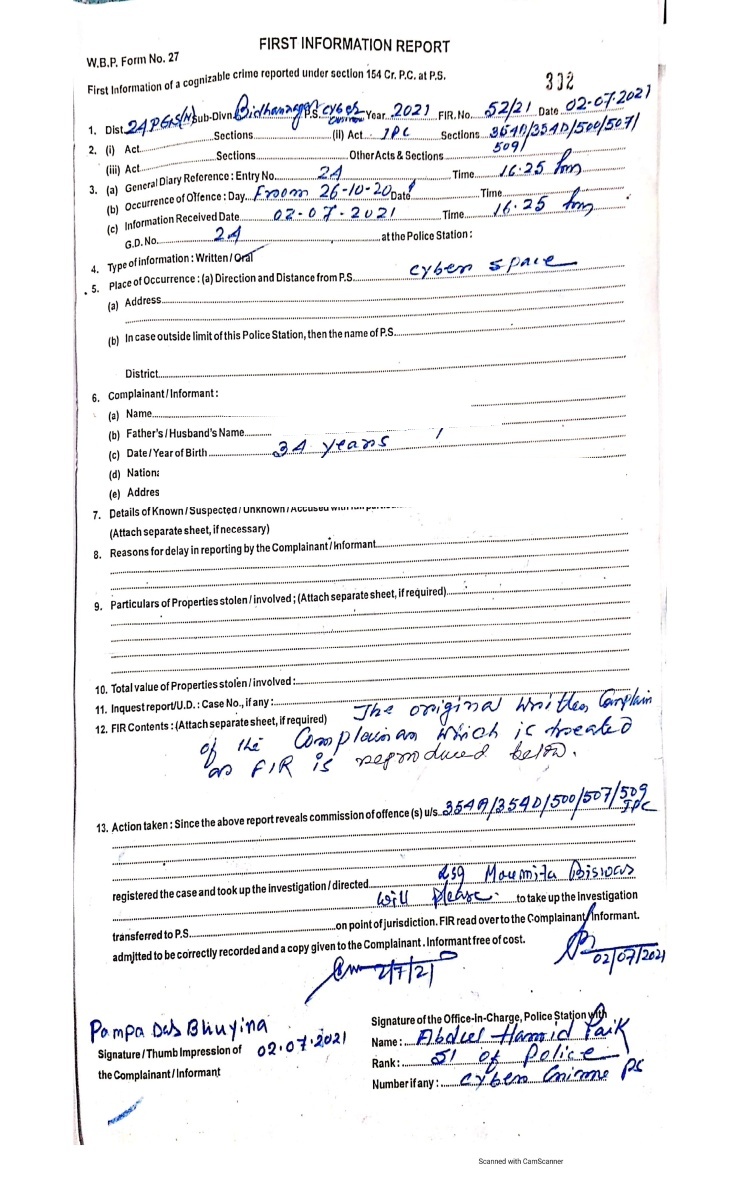 FIRST INFORMATION REPORT
W.B.P. Form No. 27
First Information of a cognizable crime reported under section 154 Cr. P.C. at P.S.
332
1. Dist. 24 PGS(N) Sub-Divn. Bidhannagar P.S. Cyber Crime Year 2021 FIR. No. 52/21 Date 02-07-2021
2. (i) Act Sections (II) Act IPC Sections 354A/354D/500/507/
509/
(iii) Act Sections Other Acts & Sections
3. (a) General Diary Reference : Entry No. 24 Time 16.25 hrs
(b) Occurrence of Offence : Day From 26-10-20 Date Time
(c) Information Received Date 02-07-2021 Time 16.25 hrs
G.D. No. 24 at the Police Station :
4. Type of information : Written / Oral
5. Place of Occurrence : (a) Direction and Distance from P.S. cyber space
(a) Address
(b) In case outside limit of this Police Station, then the name of P.S.
District
6. Complainant / Informant :
(a) Name
(b) Father's / Husband's Name
(c) Date / Year of Birth 34 years
(d) Nationa
(e) Addres
7. Details of Known / Suspected / Unknown / Accused with
(Attach separate sheet, if necessary)
8. Reasons for delay in reporting by the Complainant / Informant
9. Particulars of Properties stolen / involved ; (Attach separate sheet, if required)
10. Total value of Properties stolen / involved :
11. Inquest report / U.D. : Case No., if any :
12. FIR Contents : (Attach separate sheet, if required) The original written Complain
of the Complainan which is treated
as FIR is reproduced below.
13. Action taken : Since the above report reveals commission of offence (s) u/s 354A/354D/500/507/509
IPC
registered the case and took up the investigation / directed Moumita Biswas
will please to take up the Investigation
transferred to P.S. on point of jurisdiction. FIR read over to the Complainant / Informant.
admitted to be correctly recorded and a copy given to the Complainant . Informant free of cost.
2/7/21
02/07/2021
Pampa Das Bhuyina
02.07.2021
Signature / Thumb Impression of
the Complainant / Informant
Signature of the Office-in-Charge, Police Station with
Name : Abdul Hamid Paik
Rank : SI of Police
Number if any : Cyber Crime PS
Scanned with CamScanner